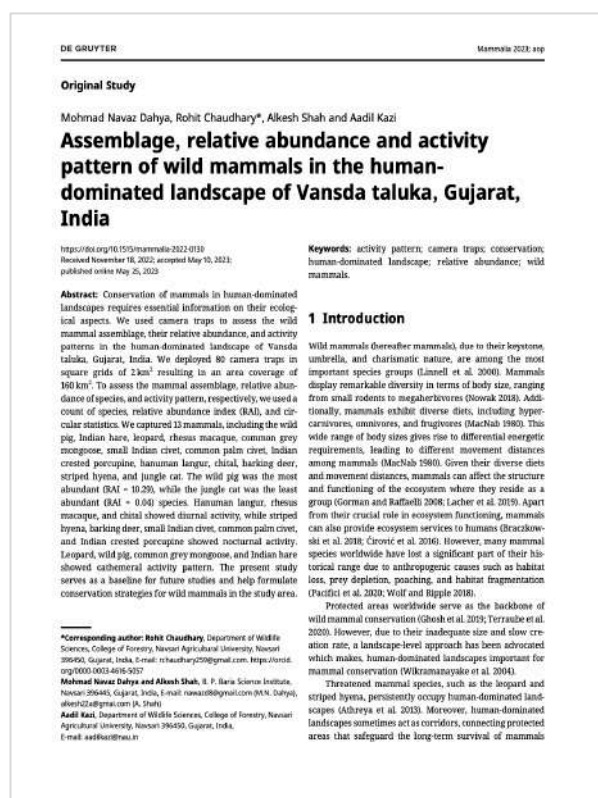 DE GRUYTER
Mammalia 2023; aop
Original Study
Mohmad Navaz Dahya, Rohit Chaudhary*, Alkesh Shah and Aadil Kazi
Assemblage, relative abundance and activity
pattern of wild mammals in the human-
dominated landscape of Vansda taluka, Gujarat,
India
https://doi.org/10.1515/mammalia-2022-0130
Received November 18, 2022; accepted May 10, 2023;
published online May 25, 2023
Abstract: Conservation of mammals in human-dominated
landscapes requires essential information on their ecolog-
ical aspects. We used camera traps to assess the wild
mammal assemblage, their relative abundance, and activity
patterns in the human-dominated landscape of Vansda
taluka, Gujarat, India. We deployed 80 camera traps in
square grids of 2 km² resulting in an area coverage of
160 km². To assess the mammal assemblage, relative abun-
dance of species, and activity pattern, respectively, we used a
count of species, relative abundance index (RAI), and cir-
cular statistics. We captured 13 mammals, including the wild
pig, Indian hare, leopard, rhesus macaque, common grey
mongoose, small Indian civet, common palm civet, Indian
crested porcupine, hanuman langur, chital, barking deer,
striped hyena, and jungle cat. The wild pig was the most
abundant (RAI = 10.29), while the jungle cat was the least
abundant (RAI = 0.04) species. Hanuman langur, rhesus
macaque, and chital showed diurnal activity, while striped
hyena, barking deer, small Indian civet, common palm civet,
and Indian crested porcupine showed nocturnal activity.
Leopard, wild pig, common grey mongoose, and Indian hare
showed cathemeral activity pattern. The present study
serves as a baseline for future studies and help formulate
conservation strategies for wild mammals in the study area.
*Corresponding author: Rohit Chaudhary, Department of Wildlife
Sciences, College of Forestry, Navsari Agricultural University, Navsari
396450, Gujarat, India, E-mail: rchaudhary259@gmail.com. https://orcid.
org/0000-0003-4616-5057
Mohmad Navaz Dahya and Alkesh Shah, B. P. Baria Science Institute,
Navsari 396445, Gujarat, India, E-mail: nawazd8@gmail.com (M.N. Dahya),
alkesh22a@gmail.com (A. Shah)
Aadil Kazi, Department of Wildlife Sciences, College of Forestry, Navsari
Agricultural University, Navsari 396450, Gujarat, India,
E-mail: aadilkazi@nau.in
Keywords: activity pattern; camera traps; conservation;
human-dominated landscape; relative abundance; wild
mammals.
1 Introduction
Wild mammals (hereafter mammals), due to their keystone,
umbrella, and charismatic nature, are among the most
important species groups (Linnell et al. 2000). Mammals
display remarkable diversity in terms of body size, ranging
from small rodents to megaherbivores (Nowak 2018). Addi-
tionally, mammals exhibit diverse diets, including hyper-
carnivores, omnivores, and frugivores (MacNab 1980). This
wide range of body sizes gives rise to differential energetic
requirements, leading to different movement distances
among mammals (MacNab 1980). Given their diverse diets
and movement distances, mammals can affect the structure
and functioning of the ecosystem where they reside as a
group (Gorman and Raffaelli 2008; Lacher et al. 2019). Apart
from their crucial role in ecosystem functioning, mammals
can also provide ecosystem services to humans (Braczkow-
ski et al. 2018; Ćirović et al. 2016). However, many mammal
species worldwide have lost a significant part of their his-
torical range due to anthropogenic causes such as habitat
loss, prey depletion, poaching, and habitat fragmentation
(Pacifici et al. 2020; Wolf and Ripple 2018).
Protected areas worldwide serve as the backbone of
wild mammal conservation (Ghosh et al. 2019; Terraube et al.
2020). However, due to their inadequate size and slow cre-
ation rate, a landscape-level approach has been advocated
which makes, human-dominated landscapes important for
mammal conservation (Wikramanayake et al. 2004).
Threatened mammal species, such as the leopard and
striped hyena, persistently occupy human-dominated land-
scapes (Athreya et al. 2013). Moreover, human-dominated
landscapes sometimes act as corridors, connecting protected
areas that safeguard the long-term survival of mammals